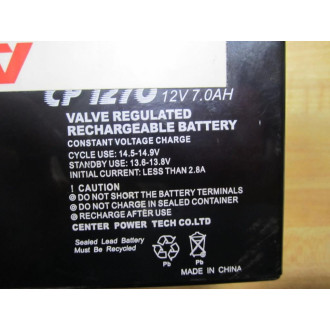 A
CP 1270 12V 7.0AH
VALVE REGULATED
RECHARGEABLE BATTERY
CONSTANT VOLTAGE CHARGE
CYCLE USE: 14.5-14.9V
STANDBY USE: 13.6-13.8V
INITIAL CURRENT: LESS THAN 2.8A
! CAUTION
DO NOT SHORT THE BATTERY TERMINALS
DO NOT CHARGE IN SEALED CONTAINER
RECHARGE AFTER USE
CENTER POWER TECH CO.LTD
Sealed Lead Battery
Must Be Recycled
Pb
Pb
MADE IN CHINA